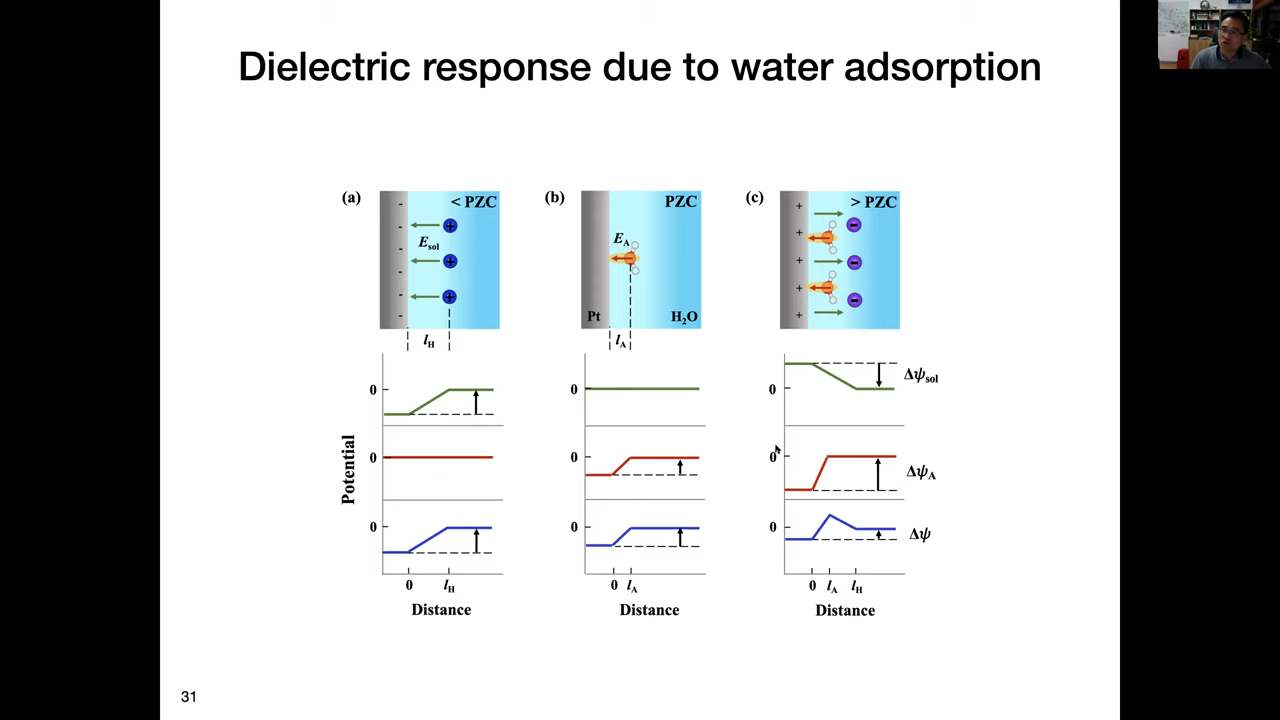 Dielectric response due to water adsorption
(a)
< PZC
- - - - - -
+ + +
Esol
lH
(b)
PZC
EA
Pt
H₂O
lA
(c)
> PZC
+ + + + +
- - -
Potential
0
0
0
0 lH
Distance
0
0
0
0 lA
Distance
0
0
0
0 lA lH
Distance
Δψsol
ΔψA
Δψ
31